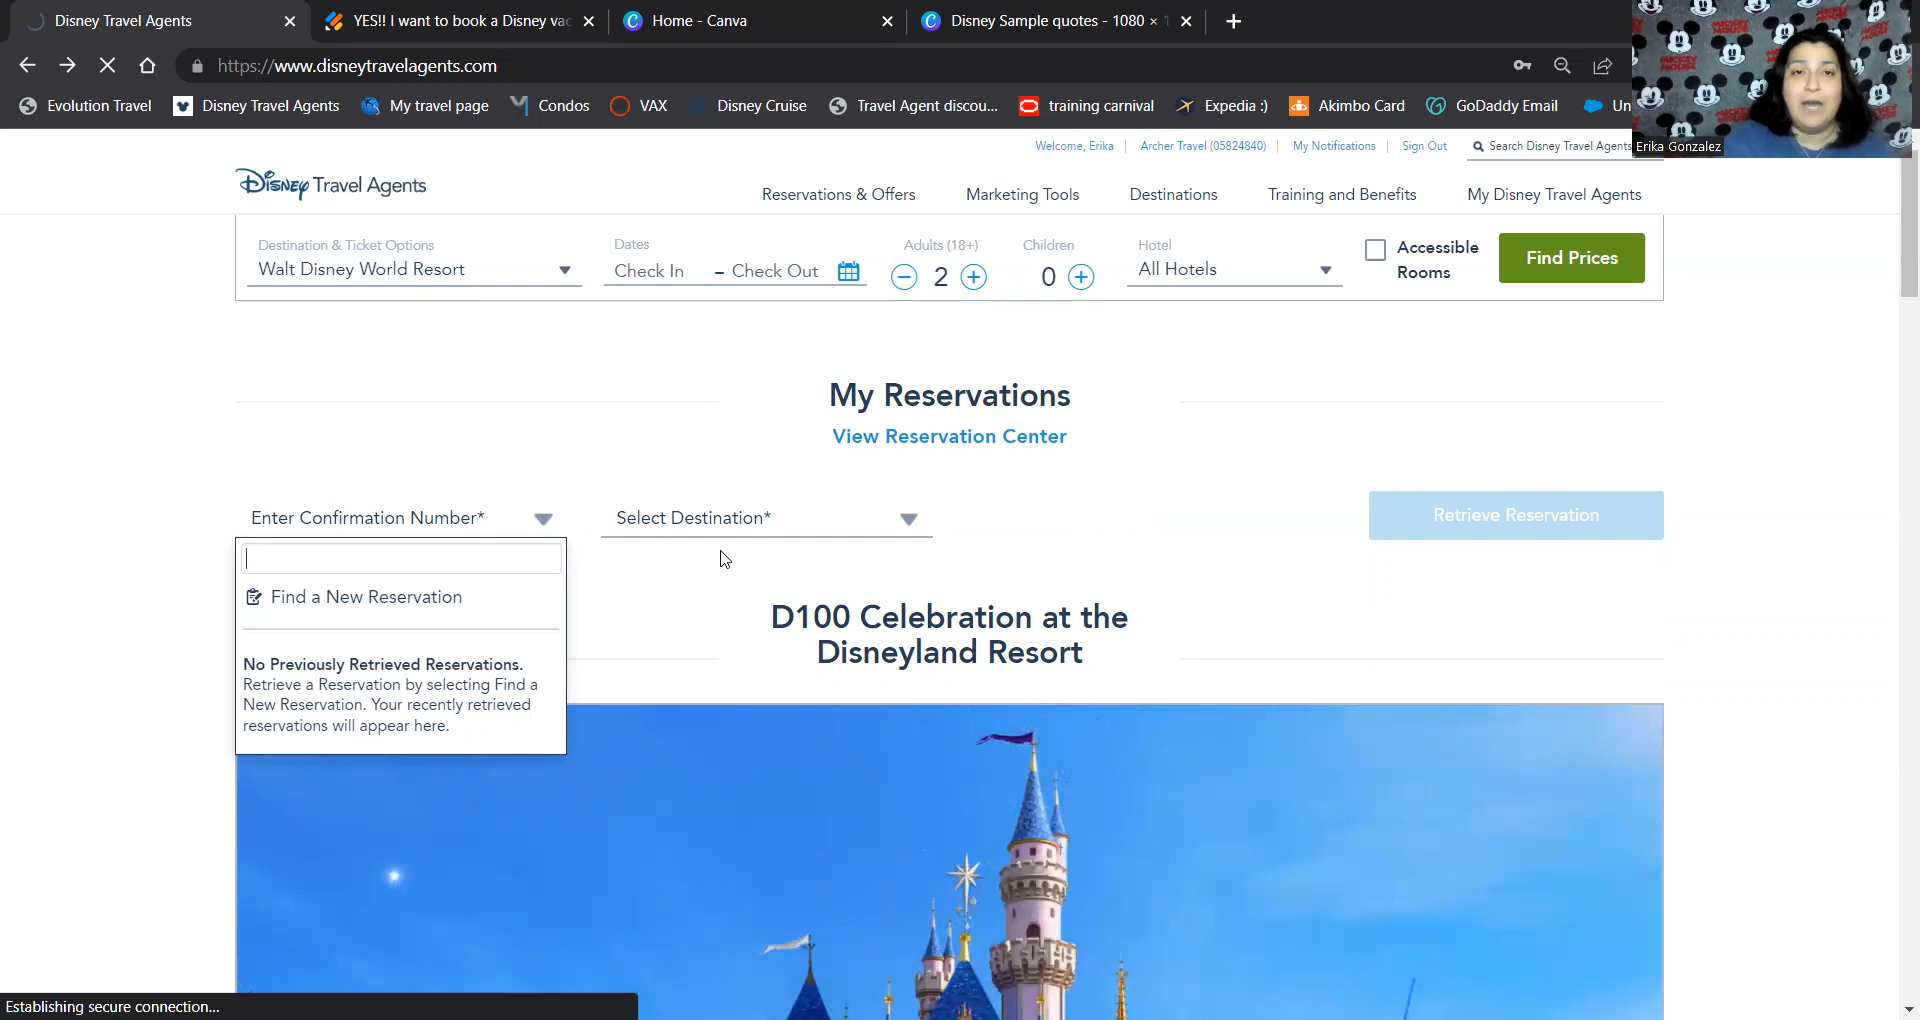 Disney Travel Agents
YES!! I want to book a Disney vac
Home - Canva
Disney Sample quotes - 1080 × 1
https://www.disneytravelagents.com
Evolution Travel
Disney Travel Agents
My travel page
Condos
VAX
Disney Cruise
Travel Agent discou...
training carnival
Expedia :)
Akimbo Card
GoDaddy Email
Un
Erika Gonzalez
Welcome, Erika
Archer Travel (05824840)
My Notifications
Sign Out
Search Disney Travel Agents
Disney Travel Agents
Reservations & Offers
Marketing Tools
Destinations
Training and Benefits
My Disney Travel Agents
Destination & Ticket Options
Walt Disney World Resort
Dates
Check In – Check Out
Adults (18+)
2
Children
0
Hotel
All Hotels
Accessible
Rooms
Find Prices
My Reservations
View Reservation Center
Enter Confirmation Number*
Select Destination*
Retrieve Reservation
Find a New Reservation
No Previously Retrieved Reservations.
Retrieve a Reservation by selecting Find a
New Reservation. Your recently retrieved
reservations will appear here.
D100 Celebration at the
Disneyland Resort
Establishing secure connection...